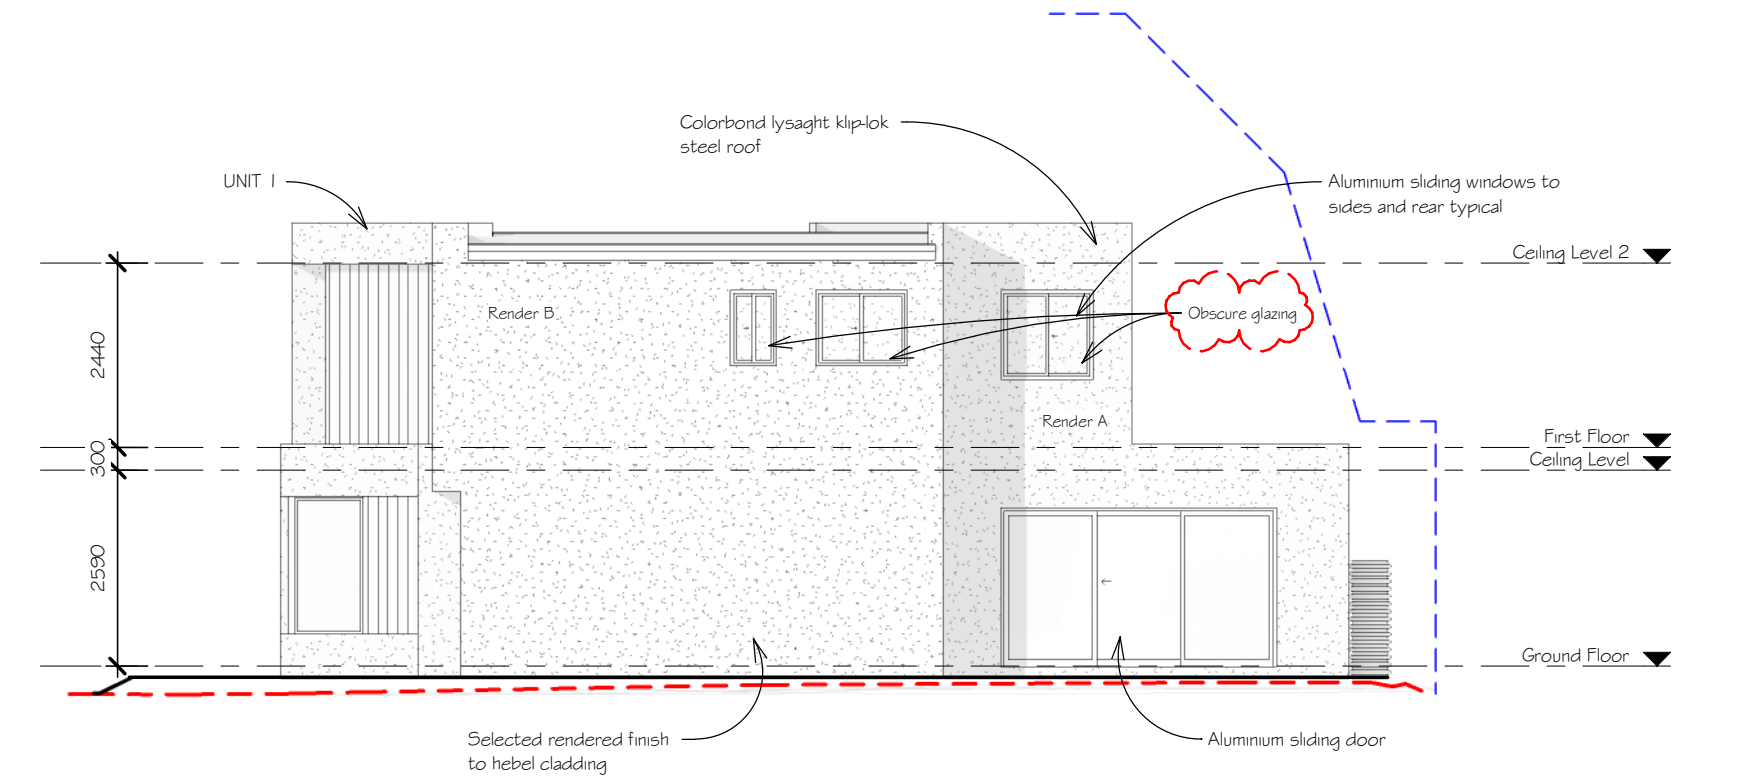 Colorbond lysaght klip-lok
steel roof
UNIT 1
Aluminium sliding windows to
sides and rear typical
Ceiling Level 2
Render B
Obscure glazing
2440
Render A
First Floor
300
Ceiling Level
2590
Ground Floor
Selected rendered finish
to hebel cladding
Aluminium sliding door